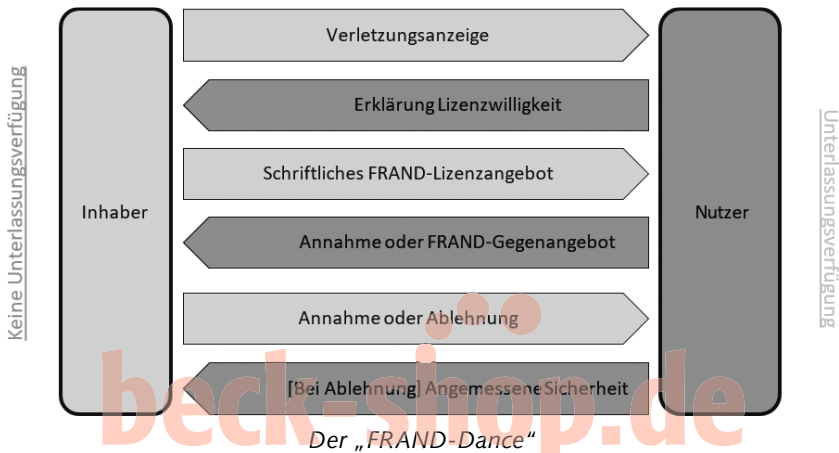 Keine Unterlassungsverfügung
Inhaber
Verletzungsanzeige
Erklärung Lizenzwilligkeit
Schriftliches FRAND-Lizenzangebot
Annahme oder FRAND-Gegenangebot
Annahme oder Ablehnung
[Bei Ablehnung] Angemessene Sicherheit
Nutzer
Unterlassungsverfügung
beck-shop.de
Der „FRAND-Dance“